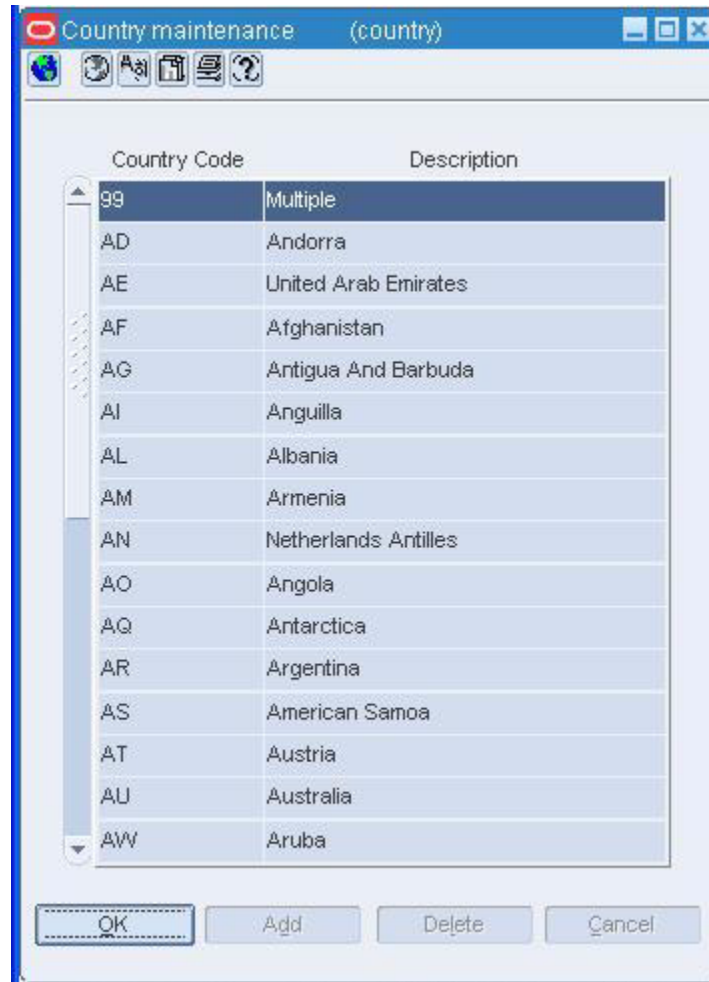 Country maintenance (country)
Country Code Description
99 Multiple
AD Andorra
AE United Arab Emirates
AF Afghanistan
AG Antigua And Barbuda
AI Anguilla
AL Albania
AM Armenia
AN Netherlands Antilles
AO Angola
AQ Antarctica
AR Argentina
AS American Samoa
AT Austria
AU Australia
AW Aruba
OK Add Delete Cancel